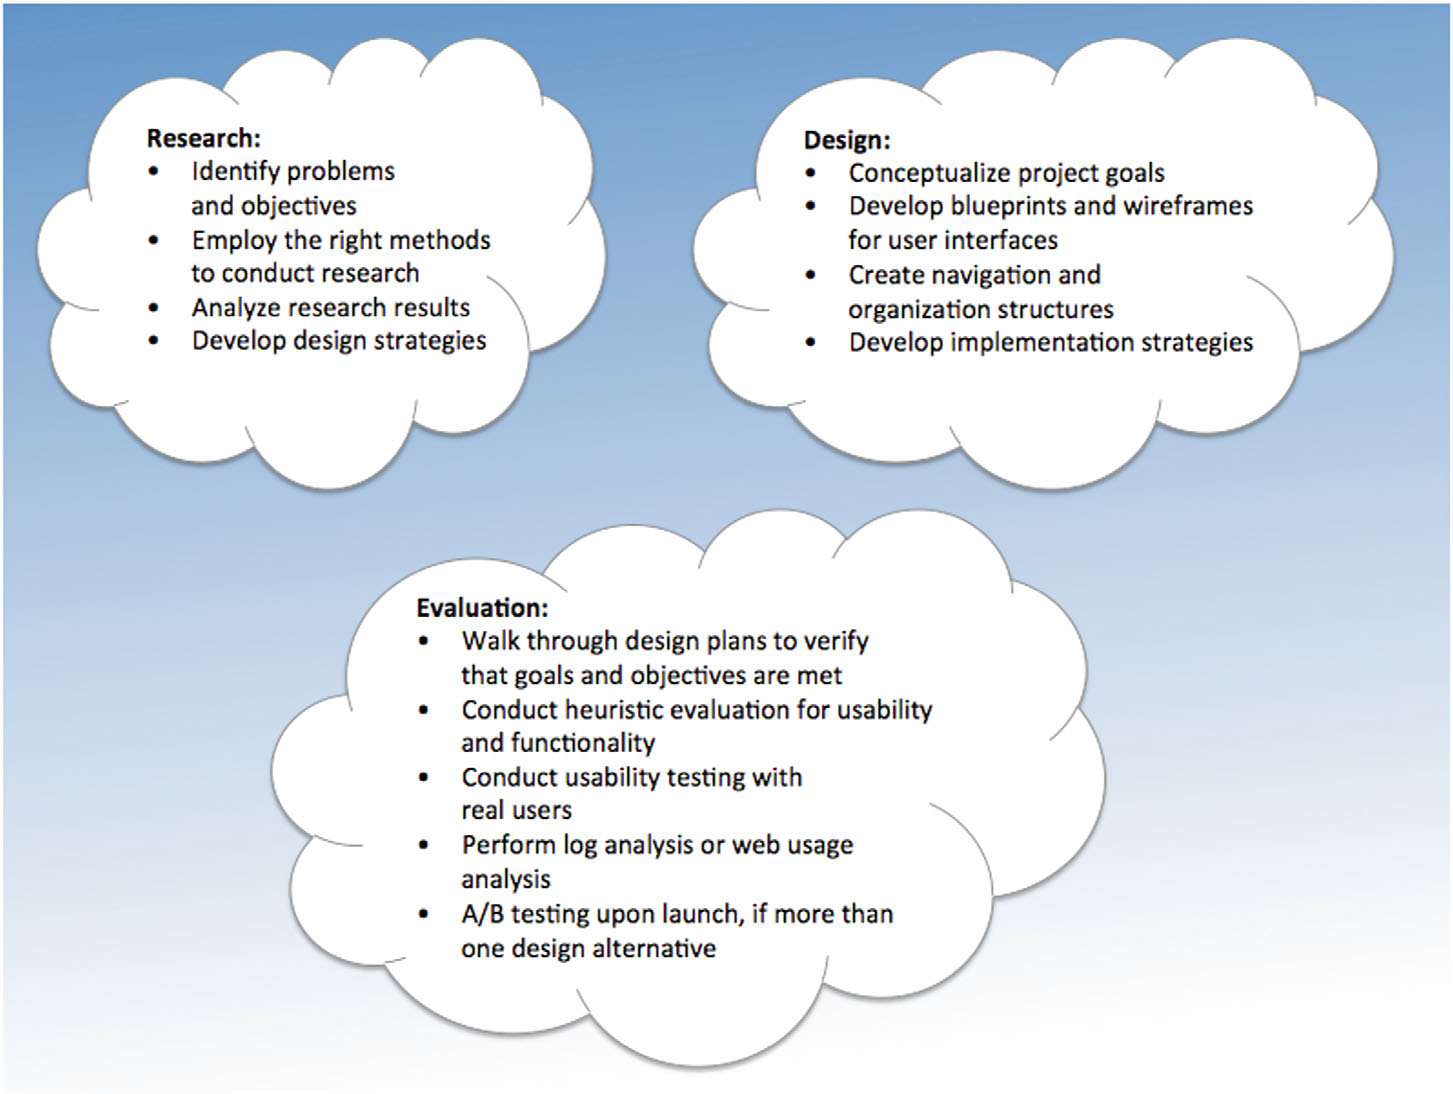 Research:
• Identify problems
and objectives
• Employ the right methods
to conduct research
• Analyze research results
• Develop design strategies
Design:
• Conceptualize project goals
• Develop blueprints and wireframes
for user interfaces
• Create navigation and
organization structures
• Develop implementation strategies
Evaluation:
• Walk through design plans to verify
that goals and objectives are met
• Conduct heuristic evaluation for usability
and functionality
• Conduct usability testing with
real users
• Perform log analysis or web usage
analysis
• A/B testing upon launch, if more than
one design alternative